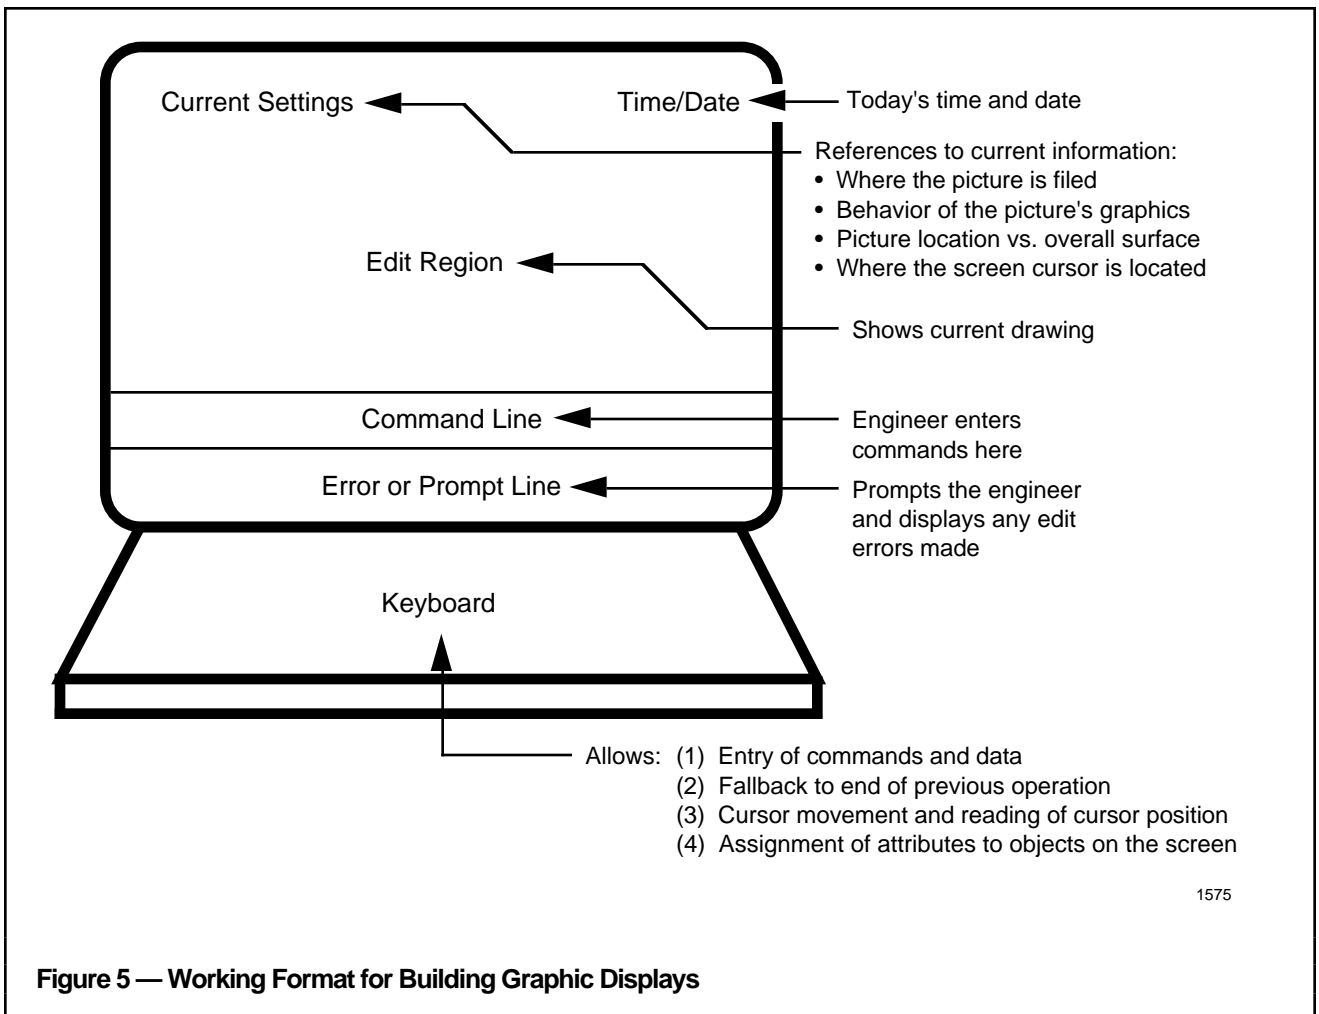 Current Settings
Time/Date
Today's time and date
References to current information:
• Where the picture is filed
• Behavior of the picture's graphics
• Picture location vs. overall surface
• Where the screen cursor is located
Edit Region
Shows current drawing
Command Line
Engineer enters
commands here
Error or Prompt Line
Prompts the engineer
and displays any edit
errors made
Keyboard
Allows: (1) Entry of commands and data
(2) Fallback to end of previous operation
(3) Cursor movement and reading of cursor position
(4) Assignment of attributes to objects on the screen
1575
Figure 5 — Working Format for Building Graphic Displays